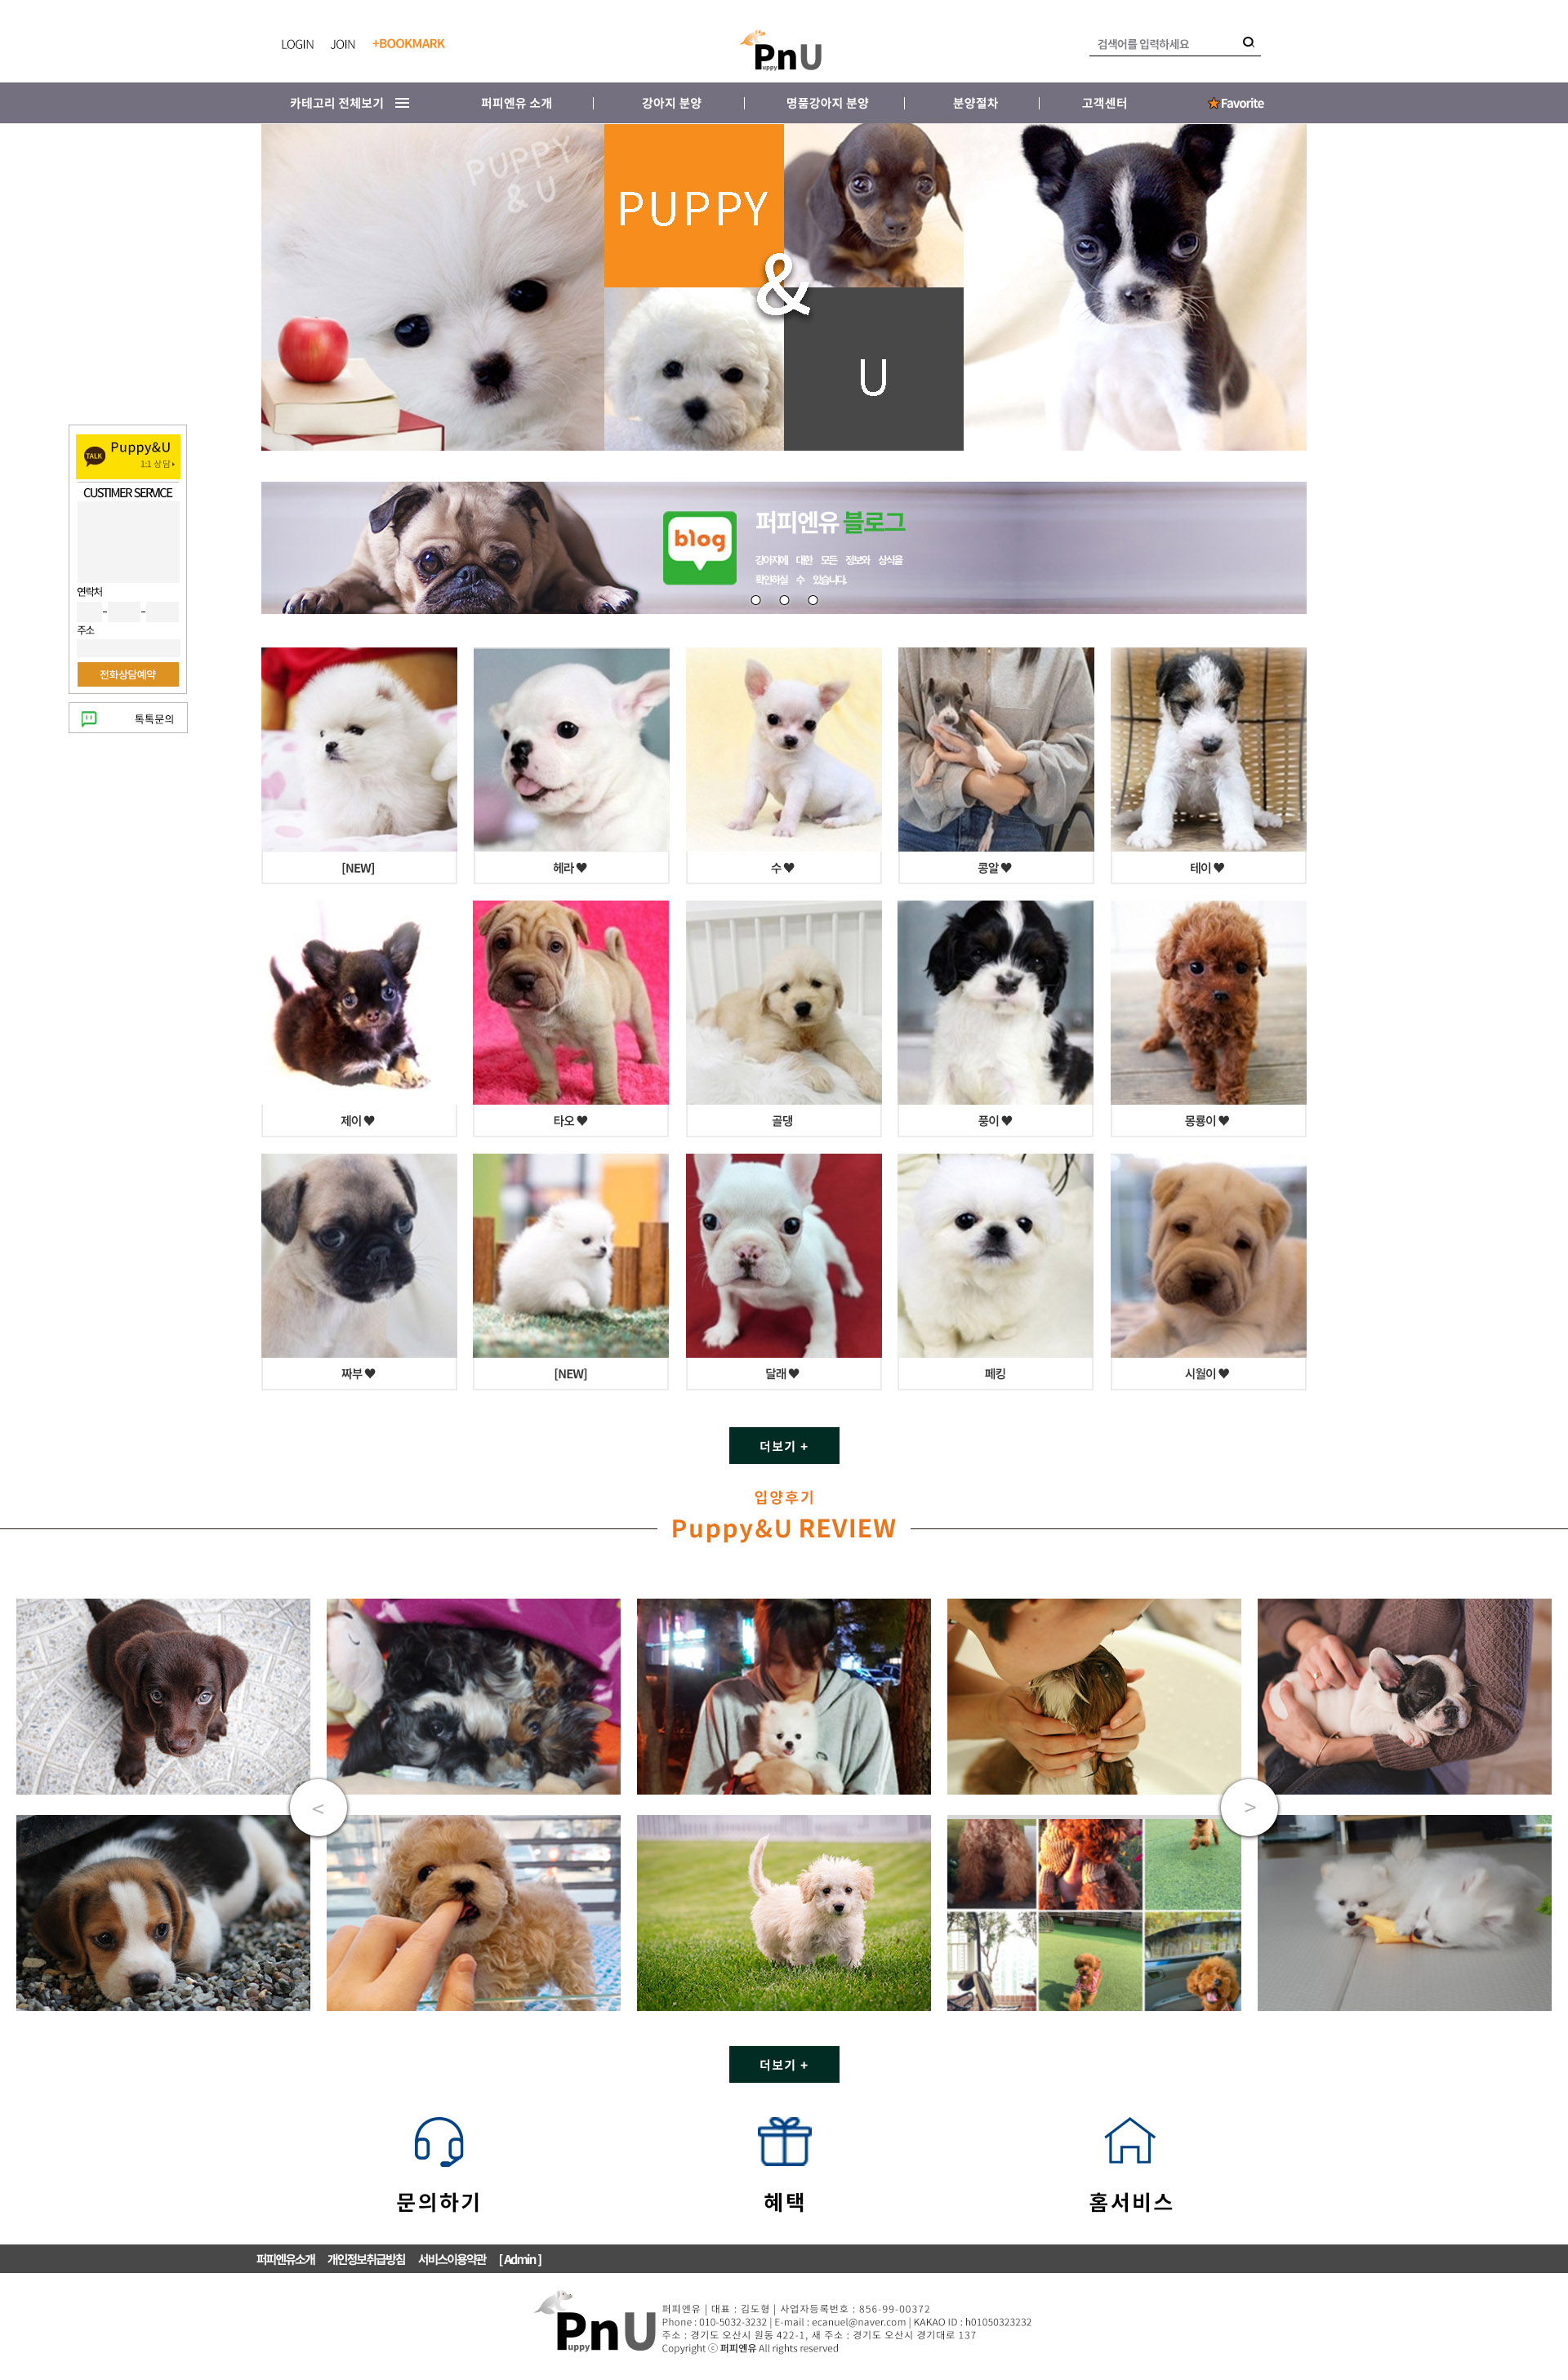 LOGIN JOIN +BOOKMARK
PnU
uppy
검색어를 입력하세요
카테고리 전체보기 퍼피엔유 소개 강아지 분양 명품강아지 분양 분양절차 고객센터 Favorite
PUPPY
& U
PUPPY
&
U
TALK
Puppy&U
1:1 상담
CUSTIMER SERVICE
연락처
- -
주소
전화상담예약
톡톡문의
blog
퍼피엔유 블로그
강아지에 대한 모든 정보와 상식을
확인하실 수 있습니다.
[NEW] 헤라 ♥ 수 ♥ 콩알 ♥ 테이 ♥
제이 ♥ 타오 ♥ 골댕 풍이 ♥ 몽룡이 ♥
짜부 ♥ [NEW] 달래 ♥ 페킹 시월이 ♥
더보기 +
입양후기
Puppy&U REVIEW
< >
더보기 +
문의하기 혜택 홈서비스
퍼피엔유소개 개인정보취급방침 서비스이용약관 [ Admin ]
PnU
uppy
퍼피엔유 | 대표 : 김도형 | 사업자등록번호 : 856-99-00372
Phone : 010-5032-3232 | E-mail : ecanuel@naver.com | KAKAO ID : h01050323232
주소 : 경기도 오산시 원동 422-1, 새 주소 : 경기도 오산시 경기대로 137
Copyright ⓒ 퍼피엔유 All rights reserved